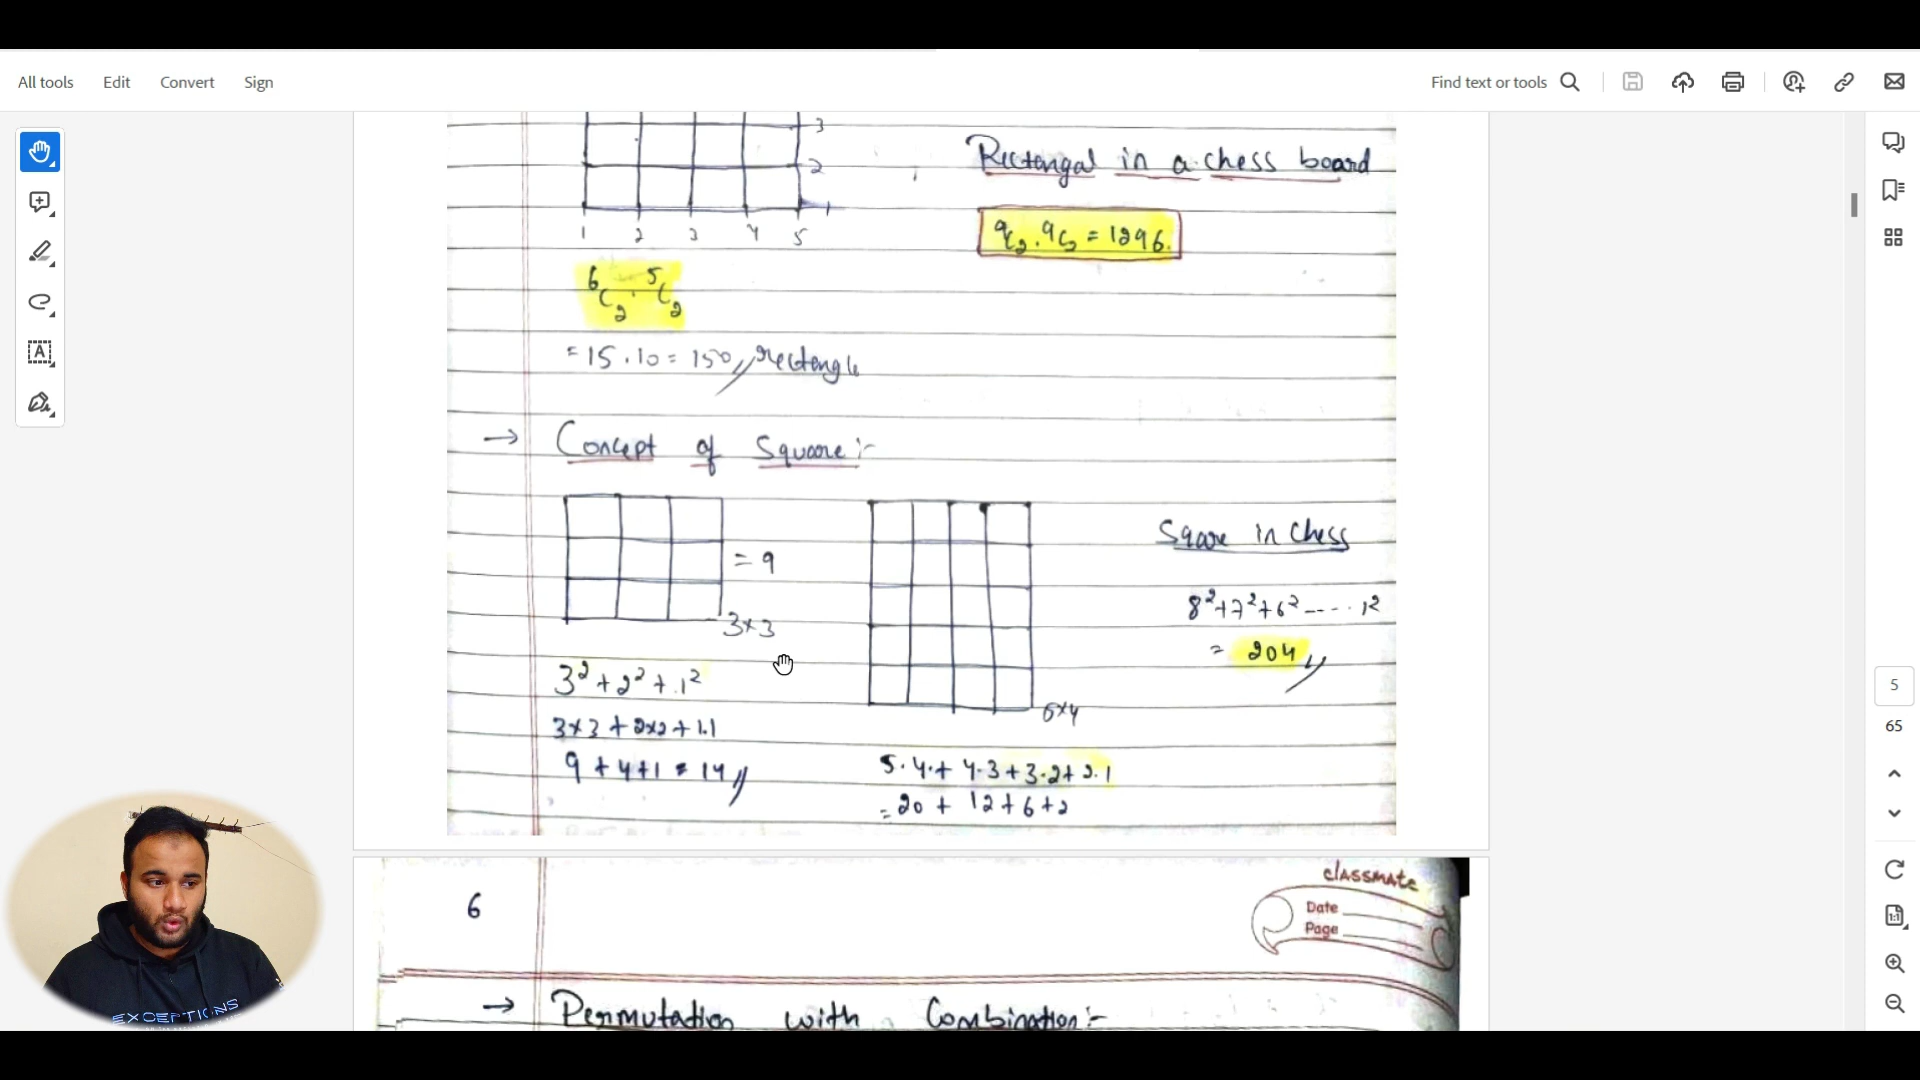 All tools Edit Convert Sign Find text or tools
3
2
1
1 2 3 4 5
Rectengal in a chess board
9C2 . 9C2 = 1296.
6C2 . 5C2
= 15 . 10 = 150 // rectengle
→ Concept of Square :-
= 9
3×3
Square in Chess
8² + 7² + 6² ----- 1²
= 204 //
3² + 2² + 1²
3×3 + 2×2 + 1.1
9 + 4 + 1 = 14 //
5×4
5.4 + 4.3 + 3.2 + 2.1
= 20 + 12 + 6 + 2
5
65
6
classmate
Date
Page
→ Permutation with Combination :-
EXCEPTIONS